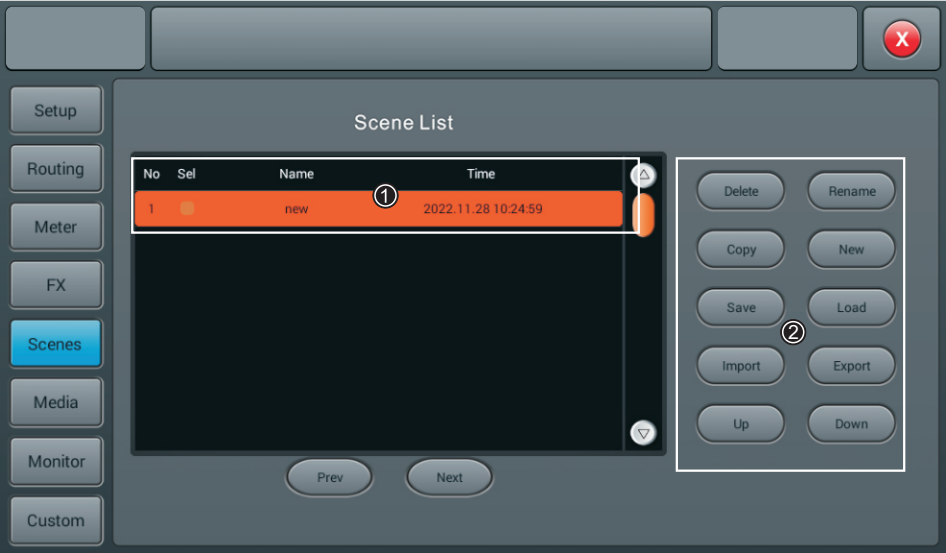 X
Setup
Routing
Meter
FX
Scenes
Media
Monitor
Custom
Scene List
No Sel Name Time
1 new 2022.11.28 10:24:59
①
Prev Next
Delete Rename
Copy New
Save Load
②
Import Export
Up Down